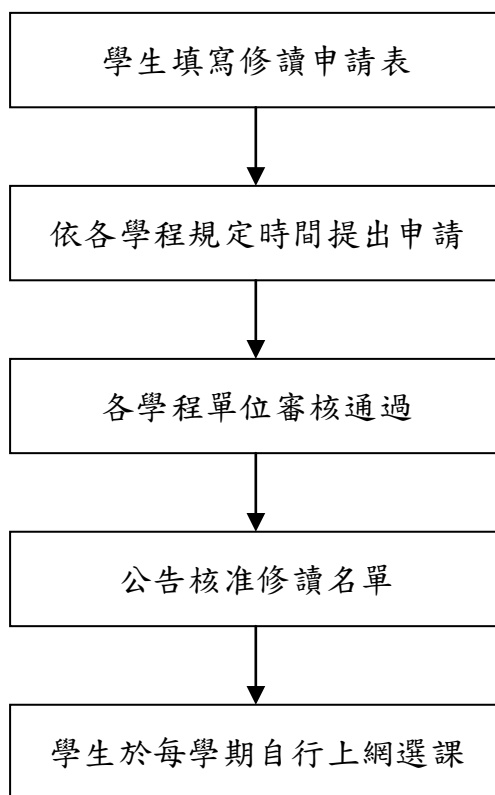 學生填寫修讀申請表
依各學程規定時間提出申請
各學程單位審核通過
公告核准修讀名單
學生於每學期自行上網選課